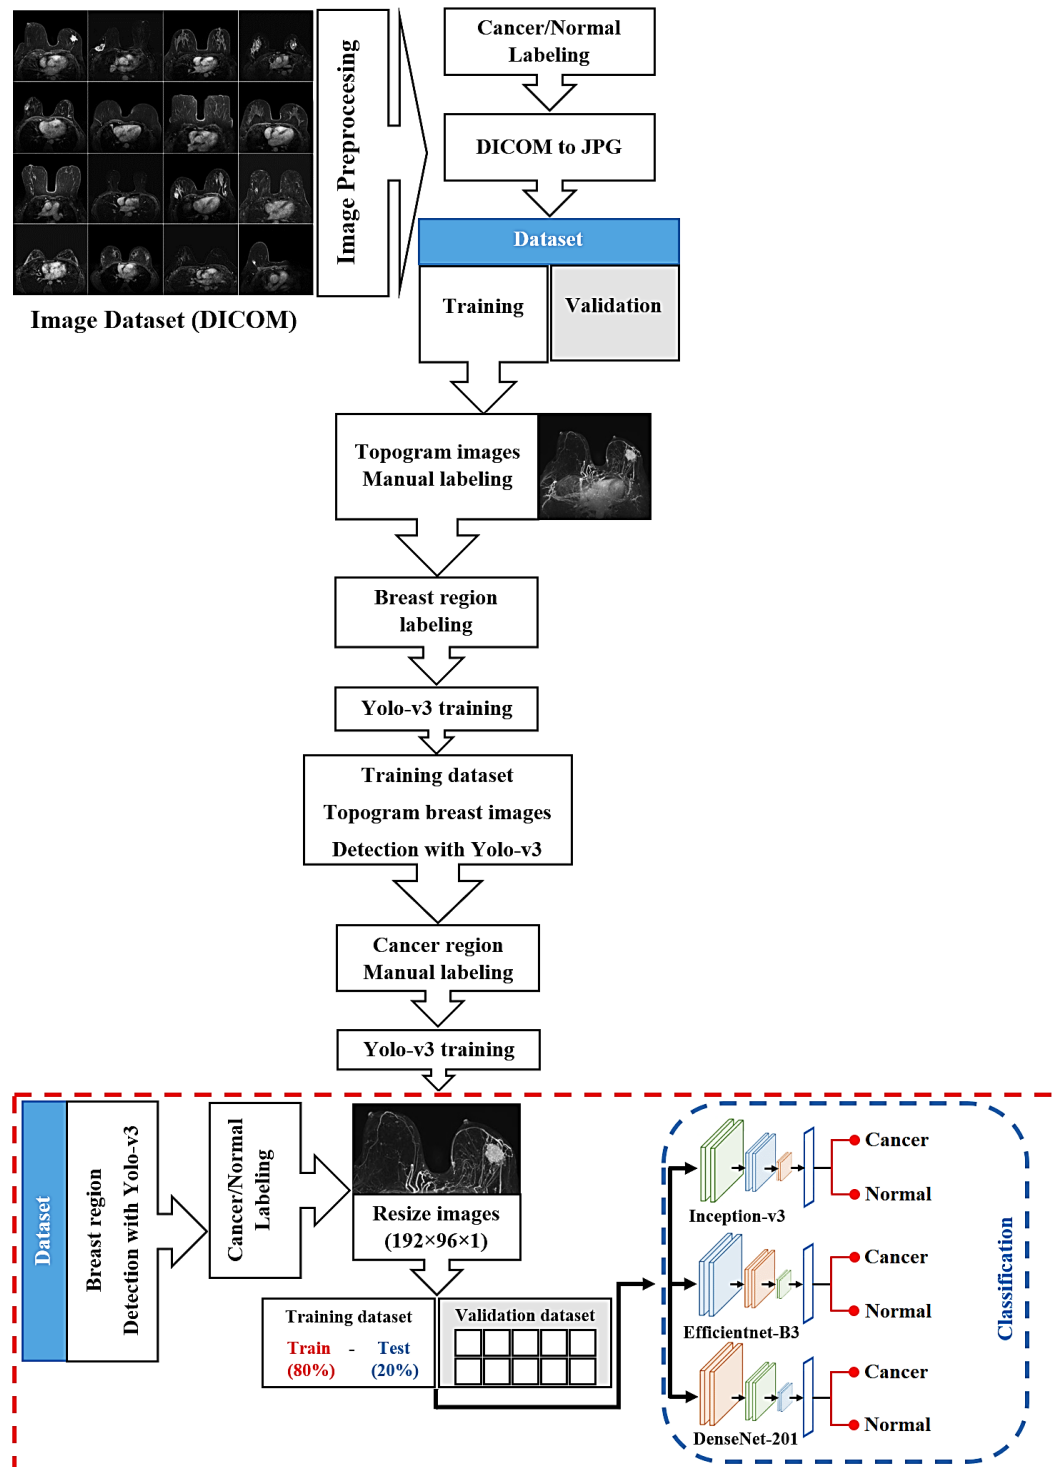 Image Dataset (DICOM)
Image Preproceesing
Cancer/Normal
Labeling
DICOM to JPG
Dataset
Training
Validation
Topogram images
Manual labeling
Breast region
labeling
Yolo-v3 training
Training dataset
Topogram breast images
Detection with Yolo-v3
Cancer region
Manual labeling
Yolo-v3 training
Dataset
Breast region
Detection with Yolo-v3
Cancer/Normal
Labeling
Resize images
(192×96×1)
Training dataset
Train - Test
(80%) (20%)
Validation dataset
Inception-v3
Cancer
Normal
Efficientnet-B3
Cancer
Normal
DenseNet-201
Cancer
Normal
Classification